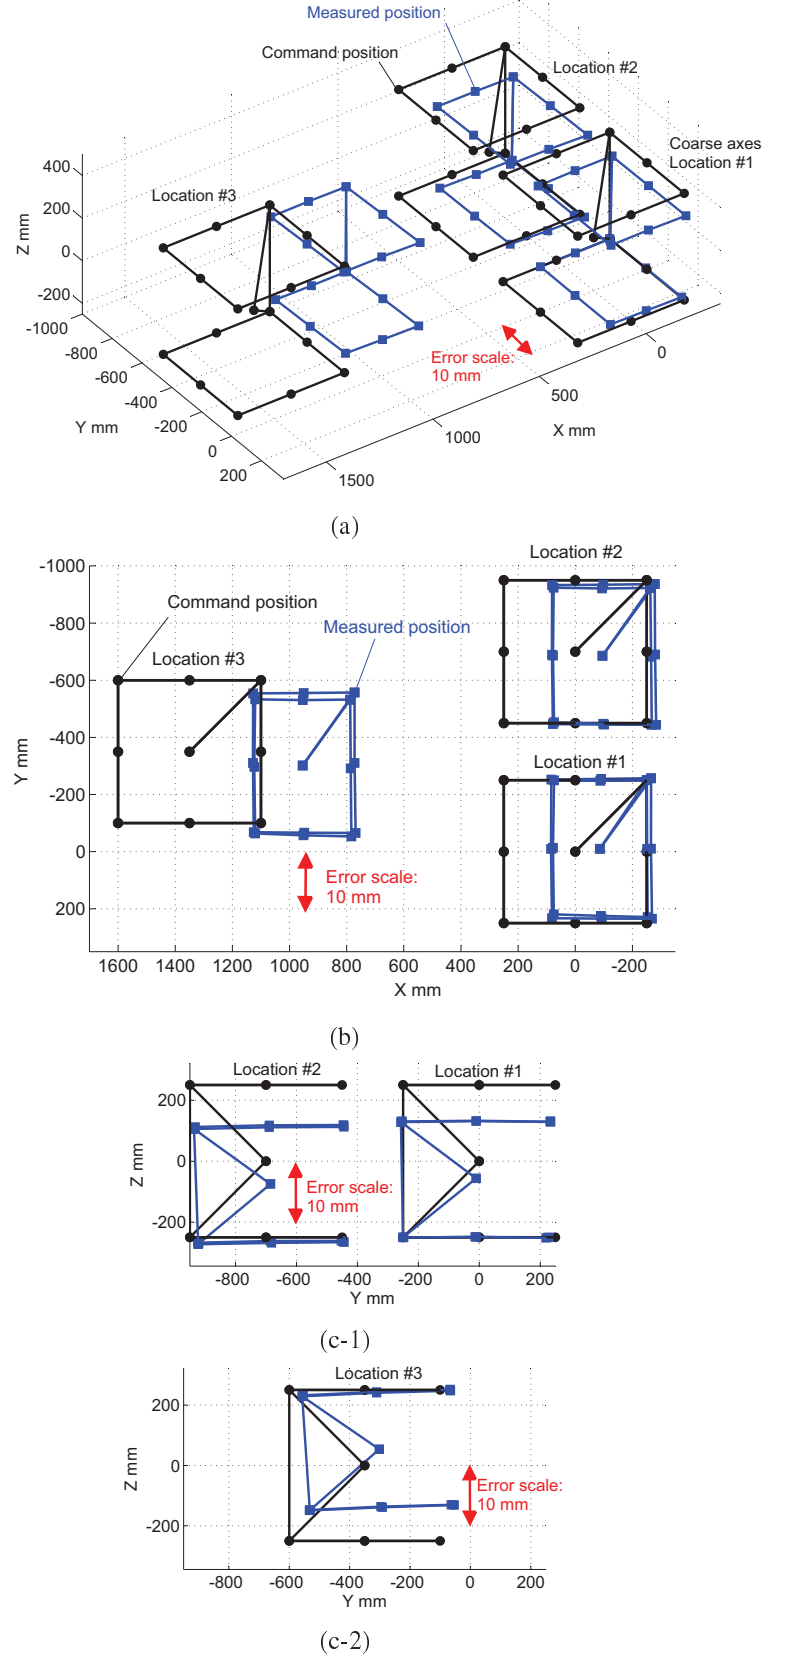 Measured position
Command position
Location #2
Coarse axes
Location #1
Location #3
400
200
0
-200
Z mm
-1000
-800
-600
-400
-200
0
200
Y mm
Error scale:
10 mm
0
500
1000
1500
X mm
(a)
Location #2
-1000
-800
-600
-400
-200
0
200
Y mm
Command position
Measured position
Location #3
Location #1
Error scale:
10 mm
1600 1400 1200 1000 800 600 400 200 0 -200
X mm
(b)
Location #2 Location #1
200
0
-200
Z mm
Error scale:
10 mm
-800 -600 -400 -200 0 200
Y mm
(c-1)
Location #3
200
0
-200
Z mm
Error scale:
10 mm
-800 -600 -400 -200 0 200
Y mm
(c-2)